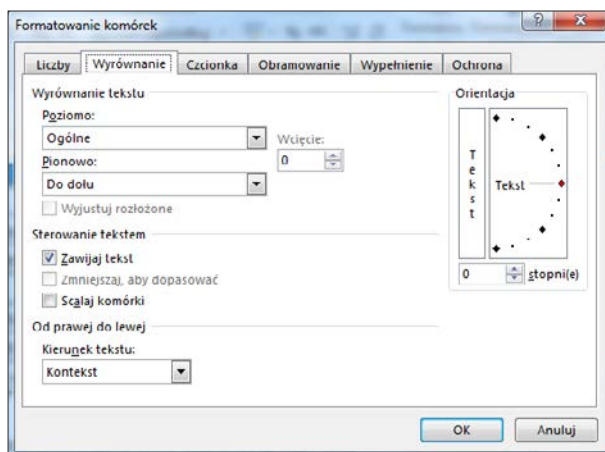 Formatowanie komórek
Liczby Wyrównanie Czcionka Obramowanie Wypełnienie Ochrona
Wyrównanie tekstu
Poziomo:
Ogólne
Wcięcie:
0
Pionowo:
Do dołu
Wyjustuj rozłożone
Sterowanie tekstem
Zawijaj tekst
Zmniejszaj, aby dopasować
Scalaj komórki
Od prawej do lewej
Kierunek tekstu:
Kontekst
Orientacja
Tekst
Tekst
0 stopni(e)
OK Anuluj